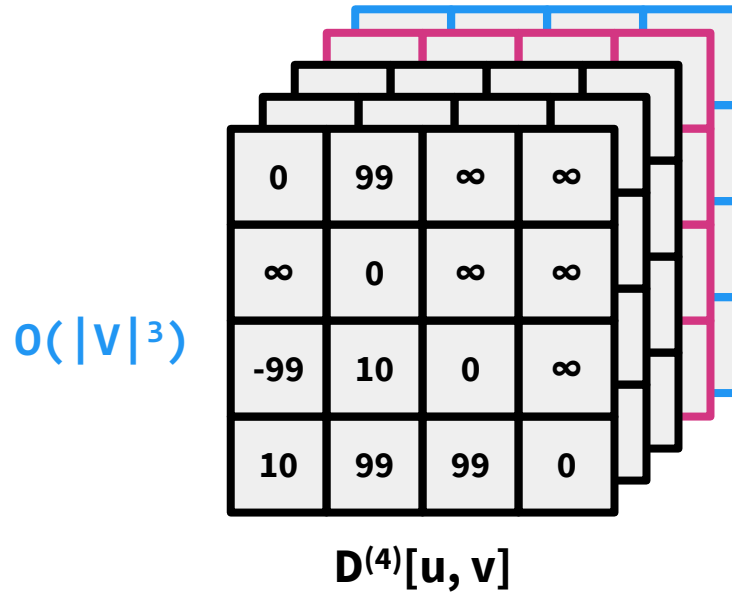 0 99 ∞ ∞
∞ 0 ∞ ∞
O(|V|³)
-99 10 0 ∞
10 99 99 0
D⁽⁴⁾[u, v]